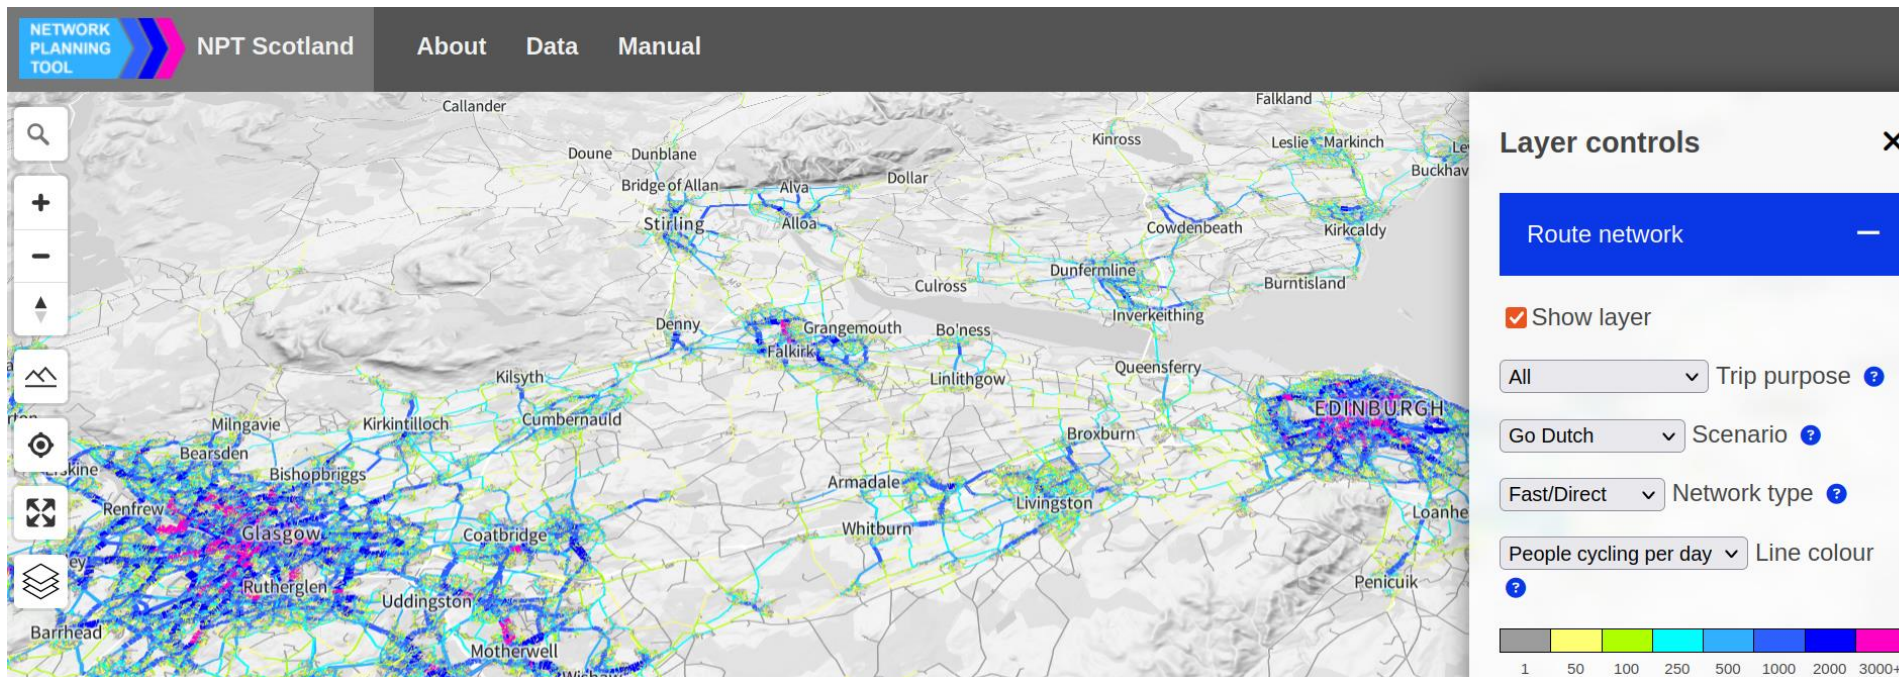 NETWORK
PLANNING
TOOL
NPT Scotland
About
Data
Manual
Callander
Falkland
Kinross
Leslie
Markinch
Doune
Dunblane
Buckhav
Bridge of Allan
Alva
Dollar
Stirling
Alloa
Cowdenbeath
Kirkcaldy
Dunfermline
Culross
Burntisland
M9
Inverkeithing
Denny
Grangemouth
Bo'ness
Falkirk
Queensferry
Kilsyth
Linlithgow
EDINBURGH
Milngavie
Kirkintilloch
Cumbernauld
Broxburn
Bearsden
Erskine
Bishopbriggs
Armadale
Livingston
Renfrew
Loanhe
Glasgow
Coatbridge
Whitburn
Rutherglen
Uddingston
Penicuik
Barrhead
Motherwell
Wishaw
Layer controls
Route network
Show layer
All
Trip purpose ?
Go Dutch
Scenario ?
Fast/Direct
Network type ?
People cycling per day
Line colour
?
1 50 100 250 500 1000 2000 3000+